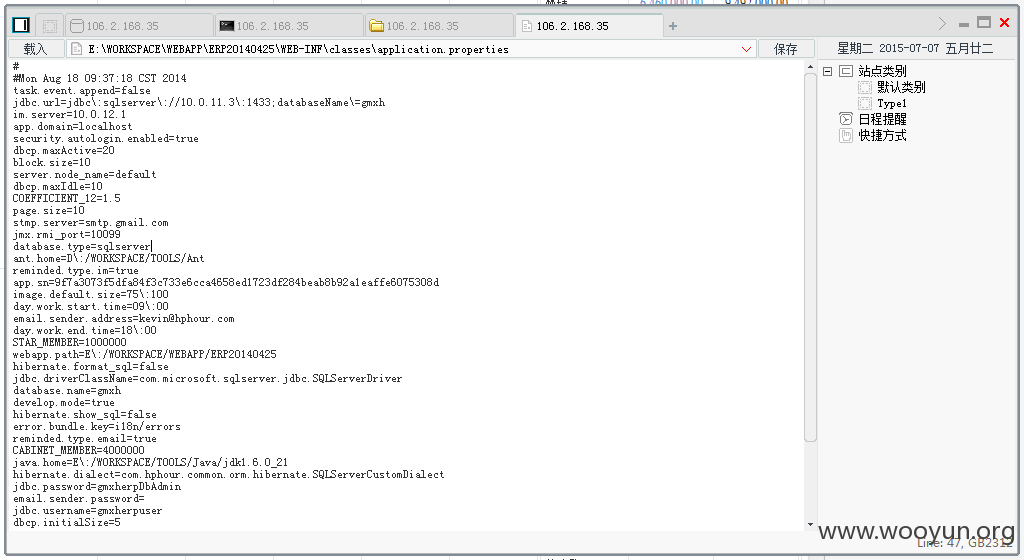 106.2.168.35
106.2.168.35
106.2.168.35
106.2.168.35
载入
E:\WORKSPACE\WEBAPP\ERP20140425\WEB-INF\classes\application.properties
保存
星期二 2015-07-07 五月廿二
#
#Mon Aug 18 09:37:18 CST 2014
task.event.append=false
jdbc.url=jdbc\:sqlserver\://10.0.11.3\:1433;databaseName\=gmxh
im.server=10.0.12.1
app.domain=localhost
security.autologin.enabled=true
dbcp.maxActive=20
block.size=10
server.node_name=default
dbcp.maxIdle=10
COEFFICIENT_12=1.5
page.size=10
stmp.server=smtp.gmail.com
jmx.rmi_port=10099
database.type=sqlserver
ant.home=D\:/WORKSPACE/TOOLS/Ant
reminded.type.im=true
app.sn=9f7a3073f5dfa84f3c733e6cca4658ed1723df284beab8b92a1eaffe6075308d
image.default.size=75\:100
day.work.start.time=09\:00
email.sender.address=kevin@hphour.com
day.work.end.time=18\:00
STAR_MEMBER=1000000
webapp.path=E\:/WORKSPACE/WEBAPP/ERP20140425
hibernate.format_sql=false
jdbc.driverClassName=com.microsoft.sqlserver.jdbc.SQLServerDriver
database.name=gmxh
develop.mode=true
hibernate.show_sql=false
error.bundle.key=i18n/errors
reminded.type.email=true
CABINET_MEMBER=4000000
java.home=E\:/WORKSPACE/TOOLS/Java/jdk1.6.0_21
hibernate.dialect=com.hphour.common.orm.hibernate.SQLServerCustomDialect
jdbc.password=gmxherpDbAdmin
email.sender.password=
jdbc.username=gmxherpuser
dbcp.initialSize=5
站点类别
默认类别
Type1
日程提醒
快捷方式
www.wooyun.org
Line: 47, GB2312